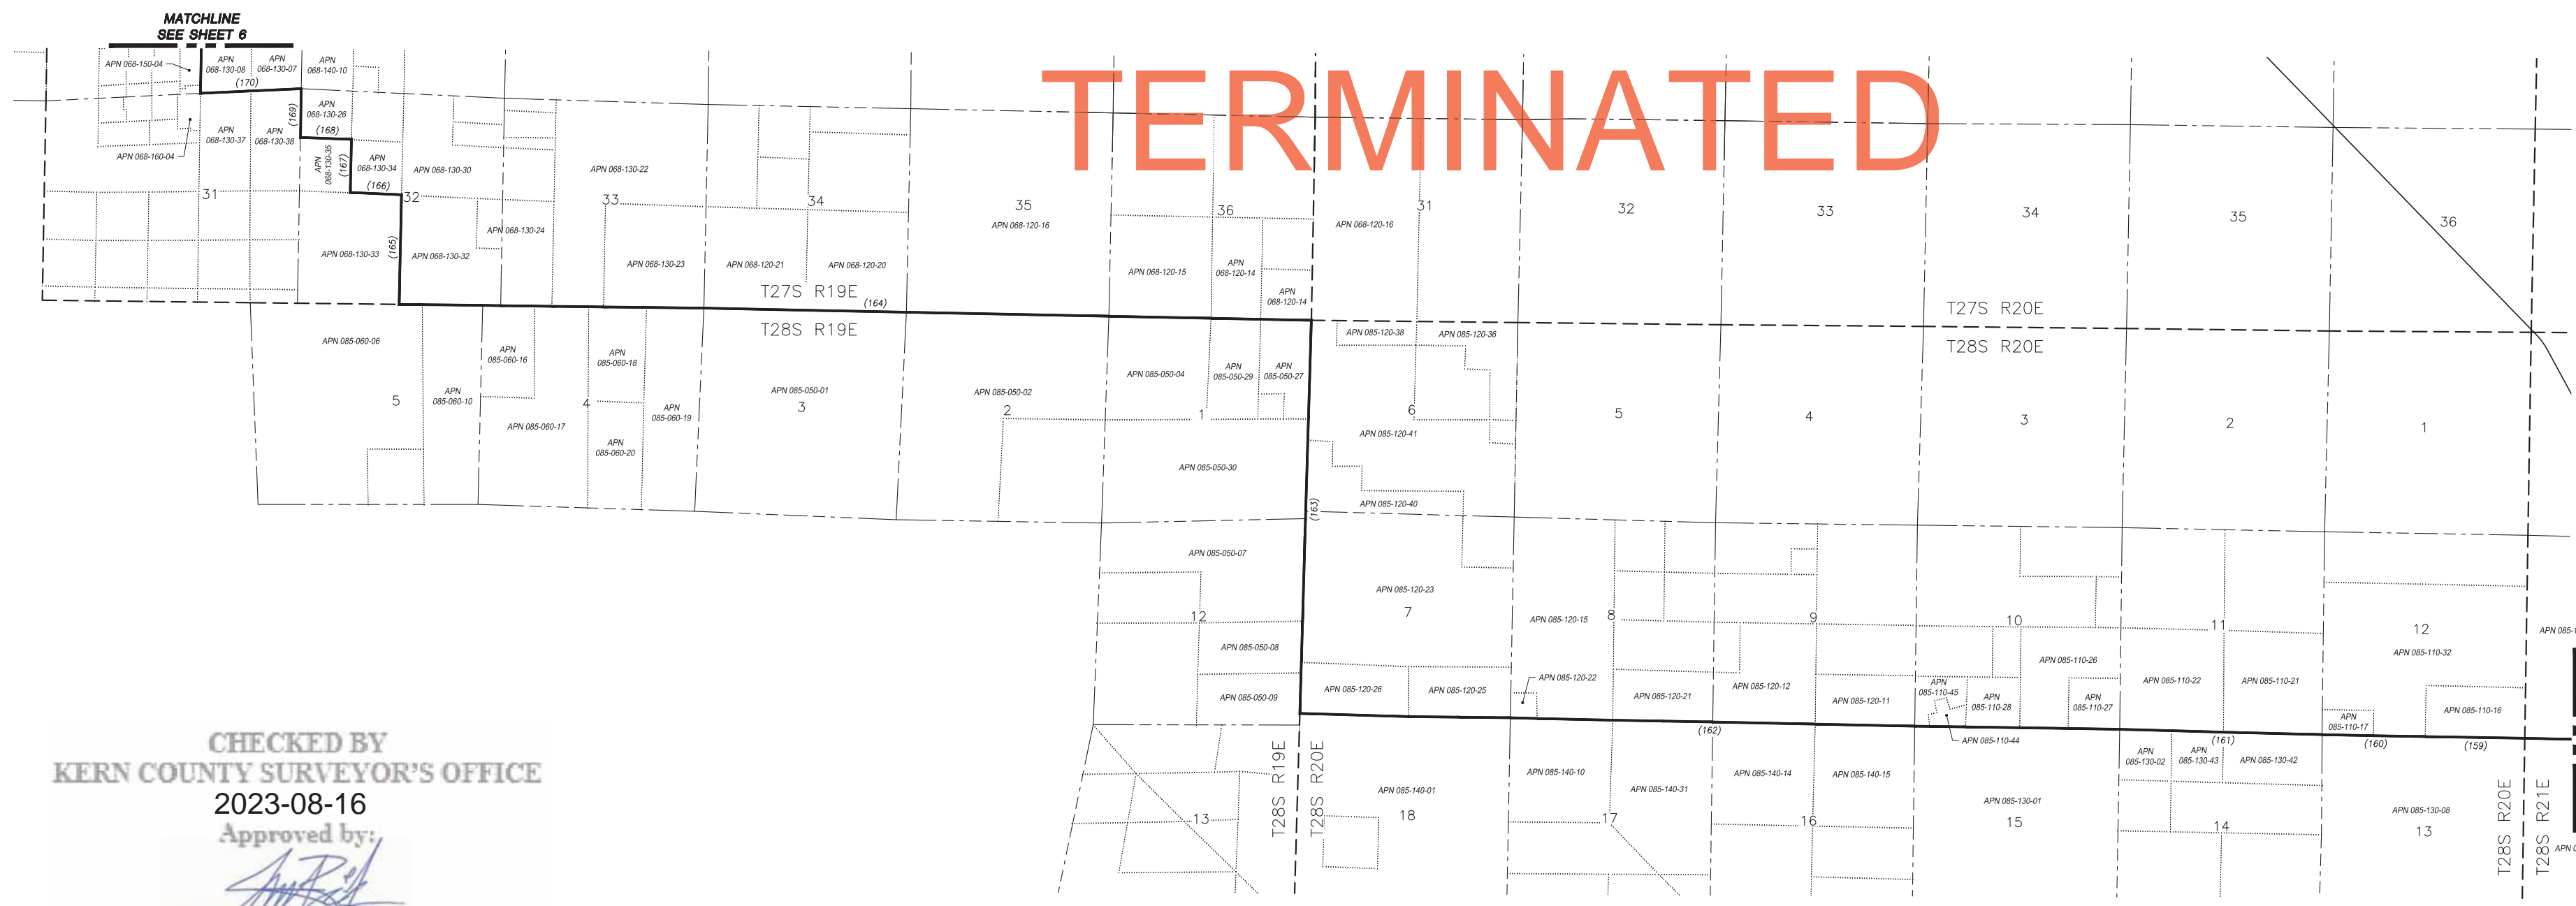 MATCHLINE
SEE SHEET 6
TERMINATED
APN 068-150-04
APN
068-130-08
APN
068-130-07
APN
068-140-10
(170)
(169)
APN
068-130-26
(168)
APN
068-130-37
APN
068-130-38
APN 068-160-04
APN
068-130-35
(167)
APN
068-130-34
(166)
APN 068-130-30
APN 068-130-22
31
32
33
34
35
36
31
32
33
34
35
36
APN 068-120-16
APN 068-120-16
APN 068-130-24
APN 068-130-33
(165)
APN 068-130-32
APN 068-130-23
APN 068-120-21
APN 068-120-20
APN 068-120-15
APN
068-120-14
APN
068-120-14
T27S R19E
(164)
T28S R19E
T27S R20E
T28S R20E
APN 085-060-06
APN
085-060-16
APN
085-060-18
APN
085-060-10
APN 085-060-17
APN
085-060-20
APN
085-060-19
APN 085-050-01
APN 085-050-02
APN 085-050-04
APN
085-050-29
APN
085-050-27
APN 085-120-38
APN 085-120-36
5
4
3
2
1
6
5
4
3
2
1
APN 085-120-41
APN 085-050-30
APN 085-120-40
(163)
APN 085-050-07
APN 085-120-23
12
7
8
9
10
11
12
APN 085-120-15
APN 085-1
APN 085-110-32
APN 085-050-08
APN 085-050-09
APN 085-120-26
APN 085-120-25
APN 085-120-22
APN 085-120-21
APN 085-120-12
APN 085-120-11
APN
085-110-45
APN
085-110-28
APN 085-110-26
APN
085-110-27
APN 085-110-22
APN 085-110-21
APN
085-110-17
APN 085-110-16
(162)
APN 085-110-44
(161)
(160)
(159)
APN
085-130-02
APN
085-130-43
APN 085-130-42
T28S R19E
T28S R20E
APN 085-140-01
APN 085-140-10
APN 085-140-31
APN 085-140-14
APN 085-140-15
APN 085-130-01
APN 085-130-08
13
18
17
16
15
14
13
T28S R20E
T28S R21E
APN 0
CHECKED BY
KERN COUNTY SURVEYOR'S OFFICE
2023-08-16
Approved by: